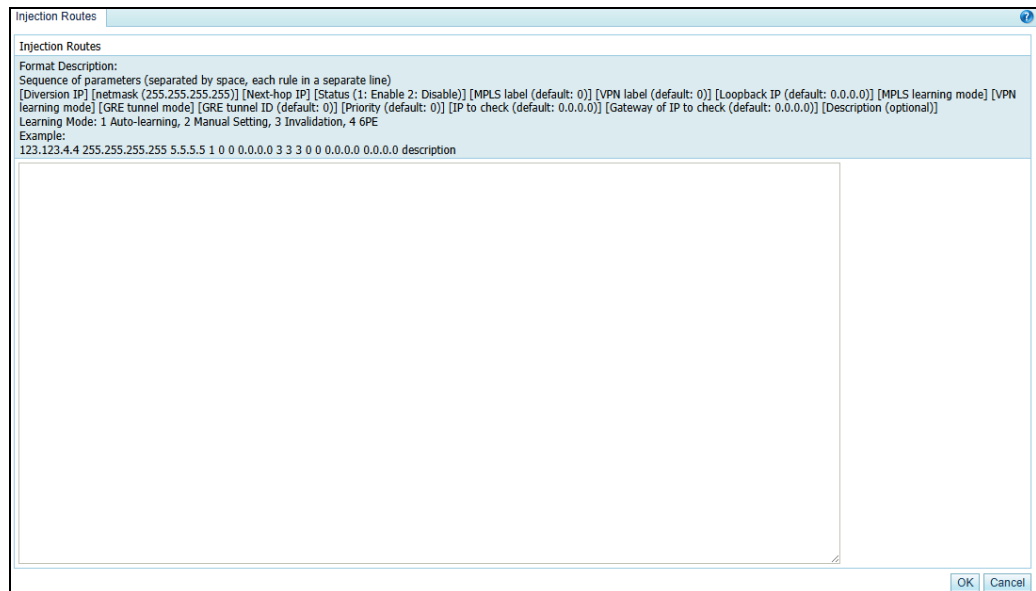 Injection Routes
Injection Routes
Format Description:
Sequence of parameters (separated by space, each rule in a separate line)
[Diversion IP] [netmask (255.255.255.255)] [Next-hop IP] [Status (1: Enable 2: Disable)] [MPLS label (default: 0)] [VPN label (default: 0)] [Loopback IP (default: 0.0.0.0)] [MPLS learning mode] [VPN
learning mode] [GRE tunnel mode] [GRE tunnel ID (default: 0)] [Priority (default: 0)] [IP to check (default: 0.0.0.0)] [Gateway of IP to check (default: 0.0.0.0)] [Description (optional)]
Learning Mode: 1 Auto-learning, 2 Manual Setting, 3 Invalidation, 4 6PE
Example:
123.123.4.4 255.255.255.255 5.5.5.5 1 0 0 0.0.0.0 3 3 3 0 0 0.0.0.0 0.0.0.0 description
OK Cancel